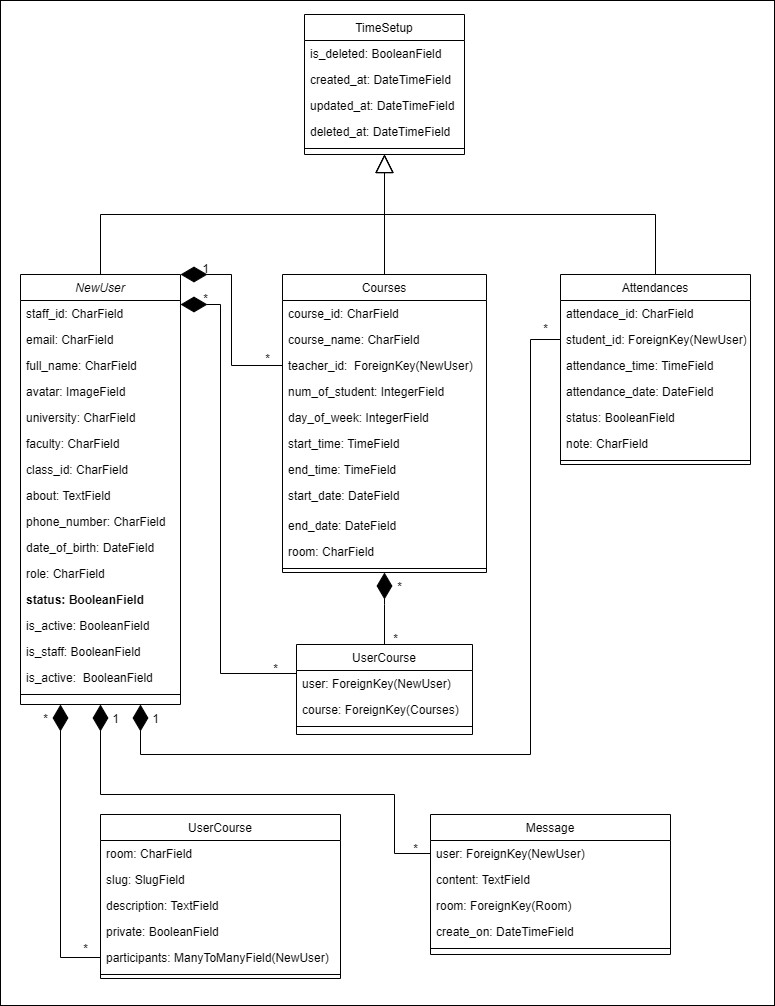 TimeSetup
is_deleted: BooleanField
created_at: DateTimeField
updated_at: DateTimeField
deleted_at: DateTimeField
NewUser
staff_id: CharField
email: CharField
full_name: CharField
avatar: ImageField
university: CharField
faculty: CharField
class_id: CharField
about: TextField
phone_number: CharField
date_of_birth: DateField
role: CharField
status: BooleanField
is_active: BooleanField
is_staff: BooleanField
is_active:  BooleanField
1
*
*
*
Courses
course_id: CharField
course_name: CharField
teacher_id:  ForeignKey(NewUser)
num_of_student: IntegerField
day_of_week: IntegerField
start_time: TimeField
end_time: TimeField
start_date: DateField
end_date: DateField
room: CharField
*
*
Attendances
attendace_id: CharField
student_id: ForeignKey(NewUser)
attendance_time: TimeField
attendance_date: DateField
status: BooleanField
note: CharField
*
UserCourse
user: ForeignKey(NewUser)
course: ForeignKey(Courses)
*
1
1
UserCourse
room: CharField
slug: SlugField
description: TextField
private: BooleanField
participants: ManyToManyField(NewUser)
*
Message
user: ForeignKey(NewUser)
content: TextField
room: ForeignKey(Room)
create_on: DateTimeField
*